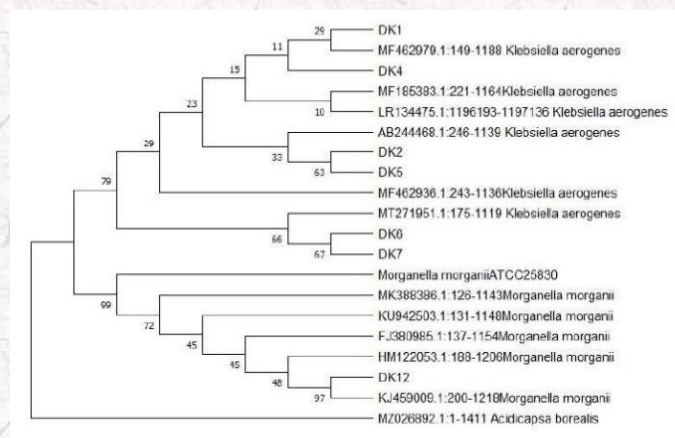 29
DK1
11
MF462979.1:149-1188 Klebsiella aerogenes
15
DK4
MF185383.1:221-1164Klebsiella aerogenes
23
10
LR134475.1:1196193-1197136 Klebsiella aerogenes
AB244468.1:246-1139 Klebsiella aerogenes
29
33
DK2
63
DK5
79
MF462936.1:243-1136Klebsiella aerogenes
MT271951.1:175-1119 Klebsiella aerogenes
66
DK6
67
DK7
Morganella morganiiATCC25830
99
MK388386.1:126-1143Morganella morganii
72
KU942503.1:131-1148Morganella morganii
45
FJ380985.1:137-1154Morganella morganii
45
HM122053.1:188-1206Morganella morganii
48
DK12
97
KJ459009.1:200-1218Morganella morganii
MZ026892.1:1-1411 Acidicapsa borealis